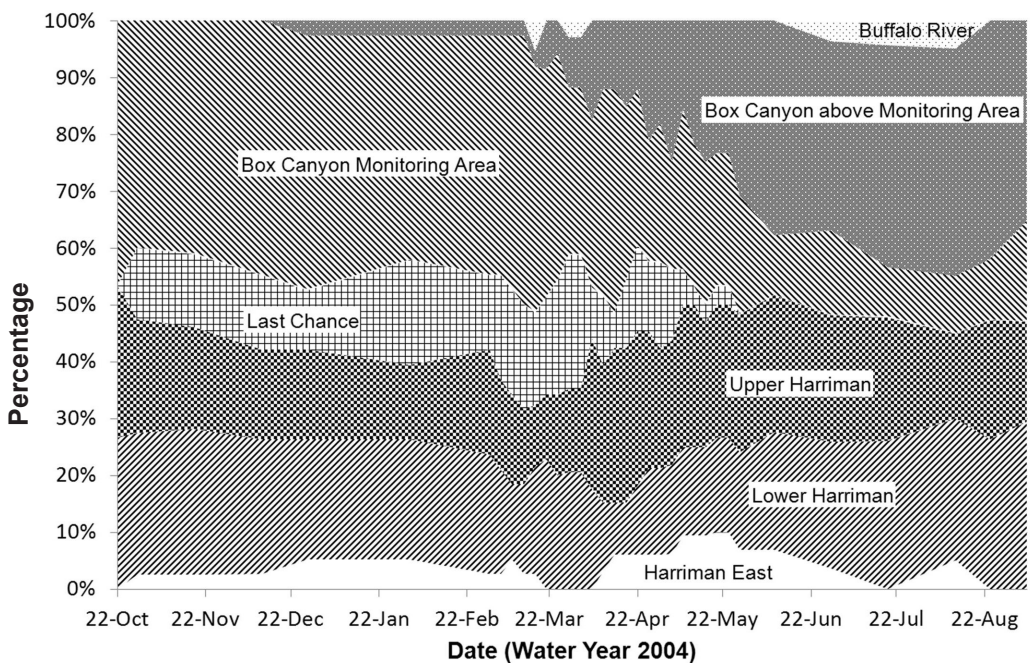 100%
90%
80%
70%
60%
50%
40%
30%
20%
10%
0%
Percentage
Buffalo River
Box Canyon above Monitoring Area
Box Canyon Monitoring Area
Last Chance
Upper Harriman
Lower Harriman
Harriman East
22-Oct 22-Nov 22-Dec 22-Jan 22-Feb 22-Mar 22-Apr 22-May 22-Jun 22-Jul 22-Aug
Date (Water Year 2004)